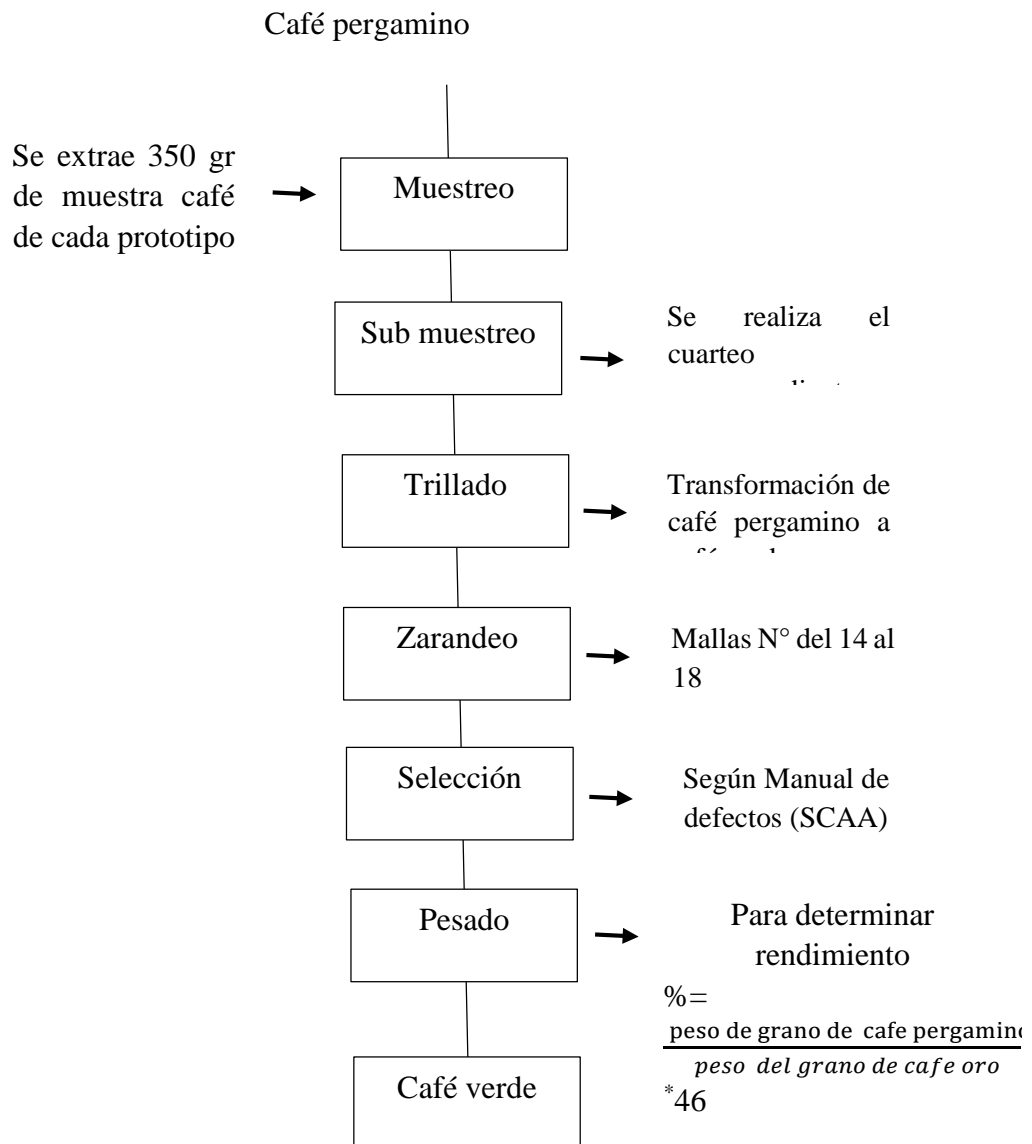 Café pergamino
Se extrae 350 gr
de muestra café
de cada prototipo
Muestreo
Sub muestreo
Se realiza el
cuarteo
Trillado
Transformación de
café pergamino a
Zarandeo
Mallas N° del 14 al
18
Selección
Según Manual de
defectos (SCAA)
Pesado
Para determinar
rendimiento
%=
peso de grano de cafe pergamino
peso del grano de cafe oro
*46
Café verde